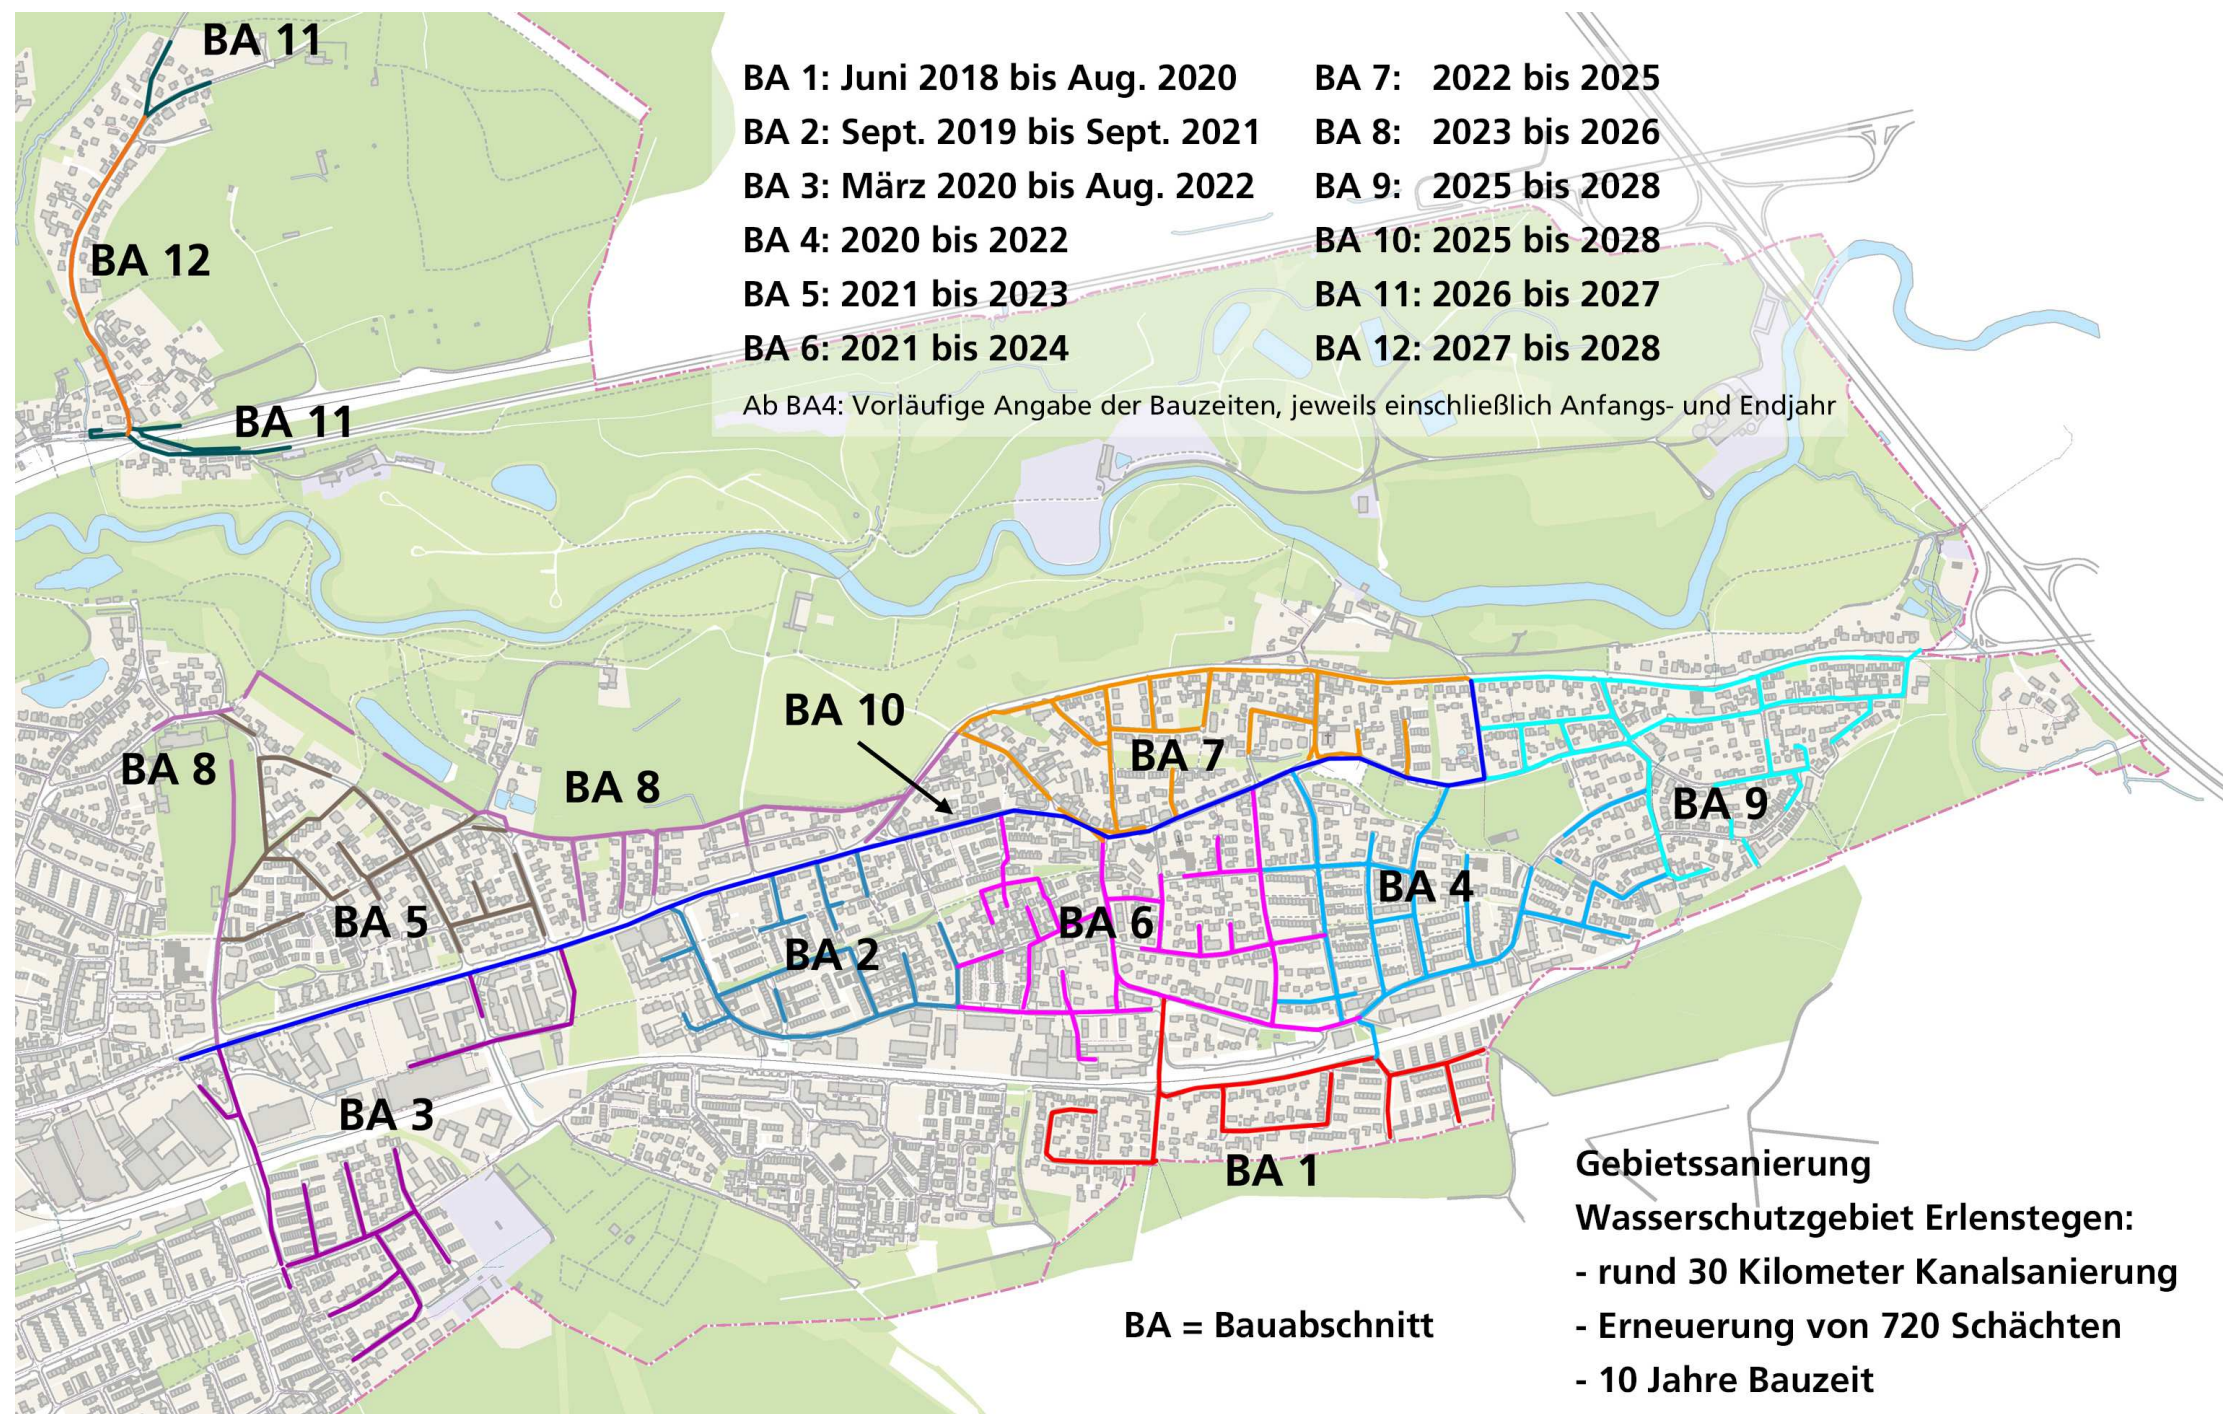 BA 11
BA 1: Juni 2018 bis Aug. 2020
BA 2: Sept. 2019 bis Sept. 2021
BA 3: März 2020 bis Aug. 2022
BA 4: 2020 bis 2022
BA 5: 2021 bis 2023
BA 6: 2021 bis 2024
BA 7: 2022 bis 2025
BA 8: 2023 bis 2026
BA 9: 2025 bis 2028
BA 10: 2025 bis 2028
BA 11: 2026 bis 2027
BA 12: 2027 bis 2028
Ab BA4: Vorläufige Angabe der Bauzeiten, jeweils einschließlich Anfangs- und Endjahr
BA 12
BA 11
BA 10
BA 7
BA 8
BA 8
BA 9
BA 4
BA 5
BA 6
BA 2
BA 3
BA 1
Gebietssanierung
Wasserschutzgebiet Erlenstegen:
- rund 30 Kilometer Kanalsanierung
- Erneuerung von 720 Schächten
- 10 Jahre Bauzeit
BA = Bauabschnitt